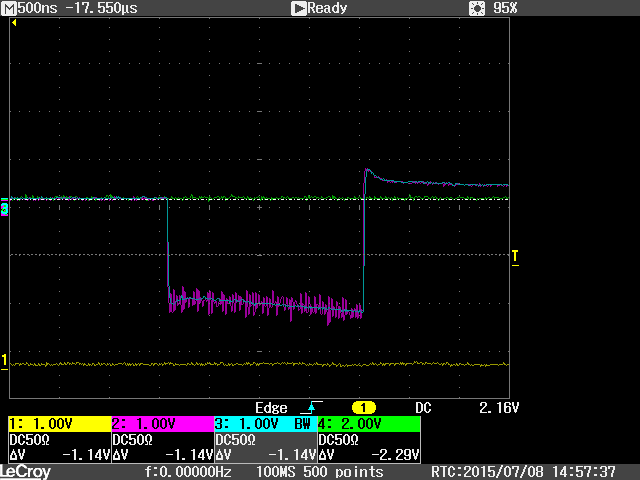 M 500ns -17.550µs Ready 95%
3
T
1
Edge 1 DC 2.16V
1: 1.00V 2: 1.00V 3: 1.00V BW 4: 2.00V
DC50Ω DC50Ω DC50Ω DC50Ω
ΔV -1.14V ΔV -1.14V ΔV -1.14V ΔV -2.29V
LeCroy f:0.00000Hz 100MS 500 points RTC:2015/07/08 14:57:37